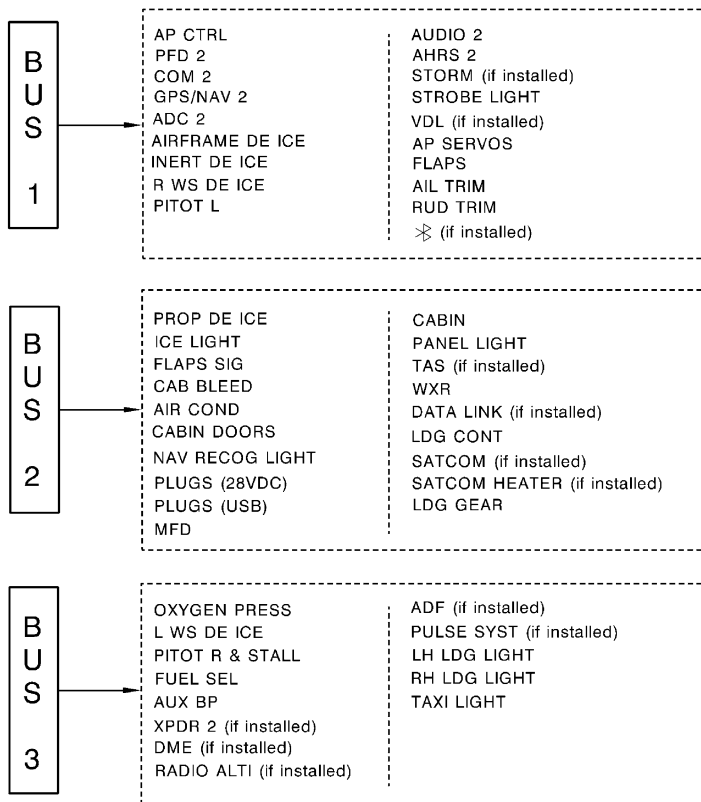 BUS 1
AP CTRL
PFD 2
COM 2
GPS/NAV 2
ADC 2
AIRFRAME DE ICE
INERT DE ICE
R WS DE ICE
PITOT L
AUDIO 2
AHRS 2
STORM (if installed)
STROBE LIGHT
VDL (if installed)
AP SERVOS
FLAPS
AIL TRIM
RUD TRIM
(if installed)
BUS 2
PROP DE ICE
ICE LIGHT
FLAPS SIG
CAB BLEED
AIR COND
CABIN DOORS
NAV RECOG LIGHT
PLUGS (28VDC)
PLUGS (USB)
MFD
CABIN
PANEL LIGHT
TAS (if installed)
WXR
DATA LINK (if installed)
LDG CONT
SATCOM (if installed)
SATCOM HEATER (if installed)
LDG GEAR
BUS 3
OXYGEN PRESS
L WS DE ICE
PITOT R & STALL
FUEL SEL
AUX BP
XPDR 2 (if installed)
DME (if installed)
RADIO ALTI (if installed)
ADF (if installed)
PULSE SYST (if installed)
LH LDG LIGHT
RH LDG LIGHT
TAXI LIGHT